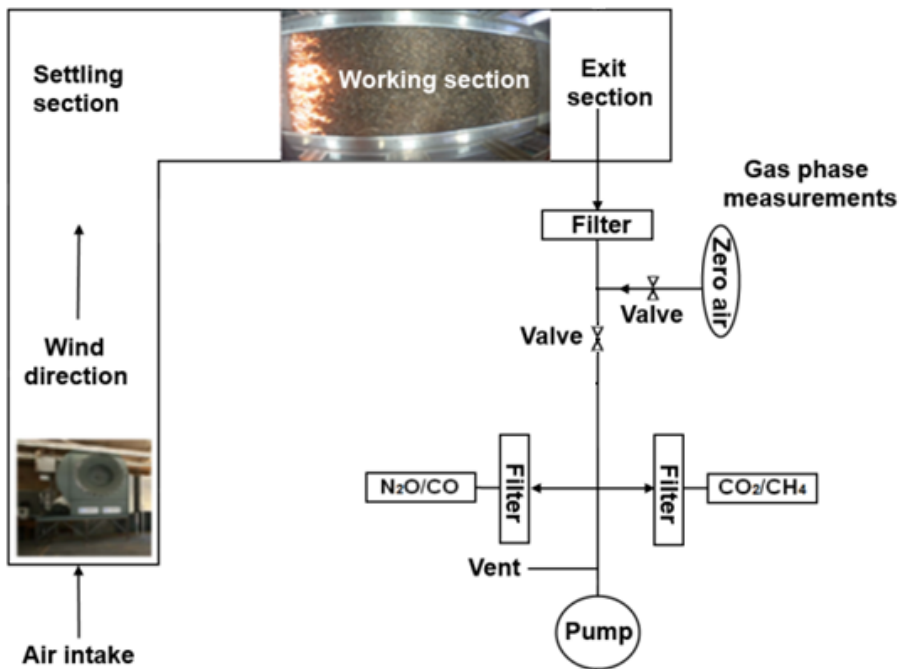 Settling
section
Working section
Exit
section
Gas phase
measurements
Filter
Zero air
Valve
Valve
Wind
direction
N₂O/CO
Filter
Filter
CO₂/CH₄
Vent
Pump
Air intake